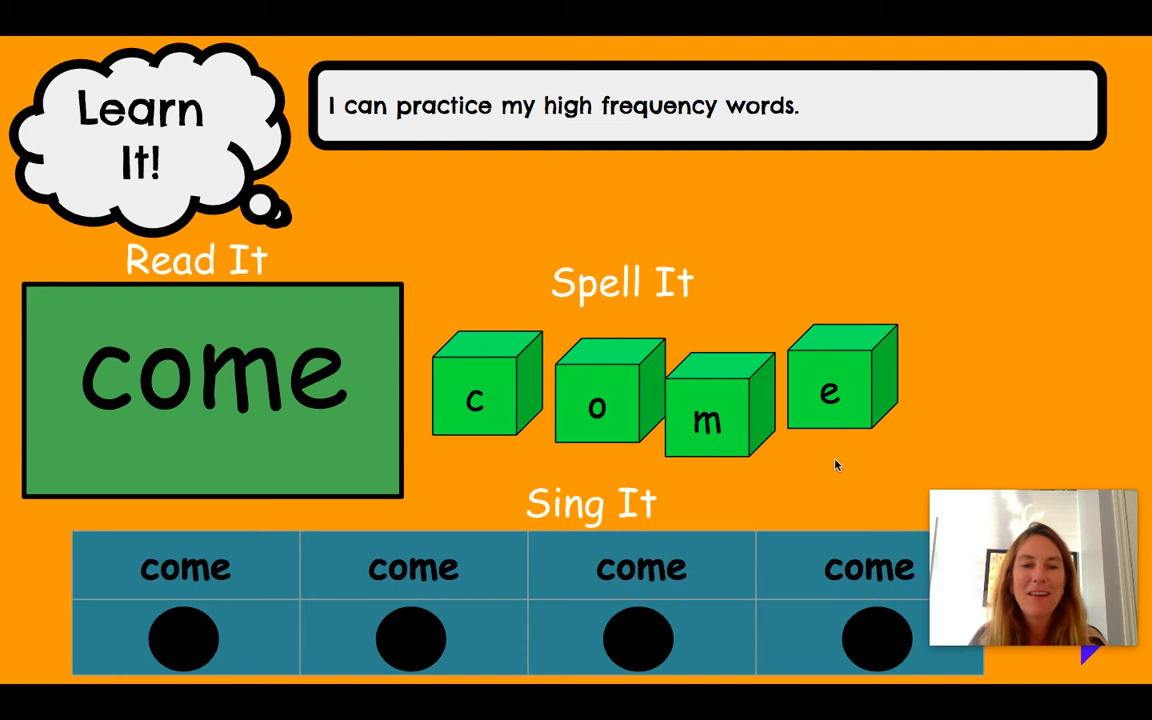 Learn
It!
I can practice my high frequency words.
Read It
come
Spell It
c o m e
Sing It
come come come come